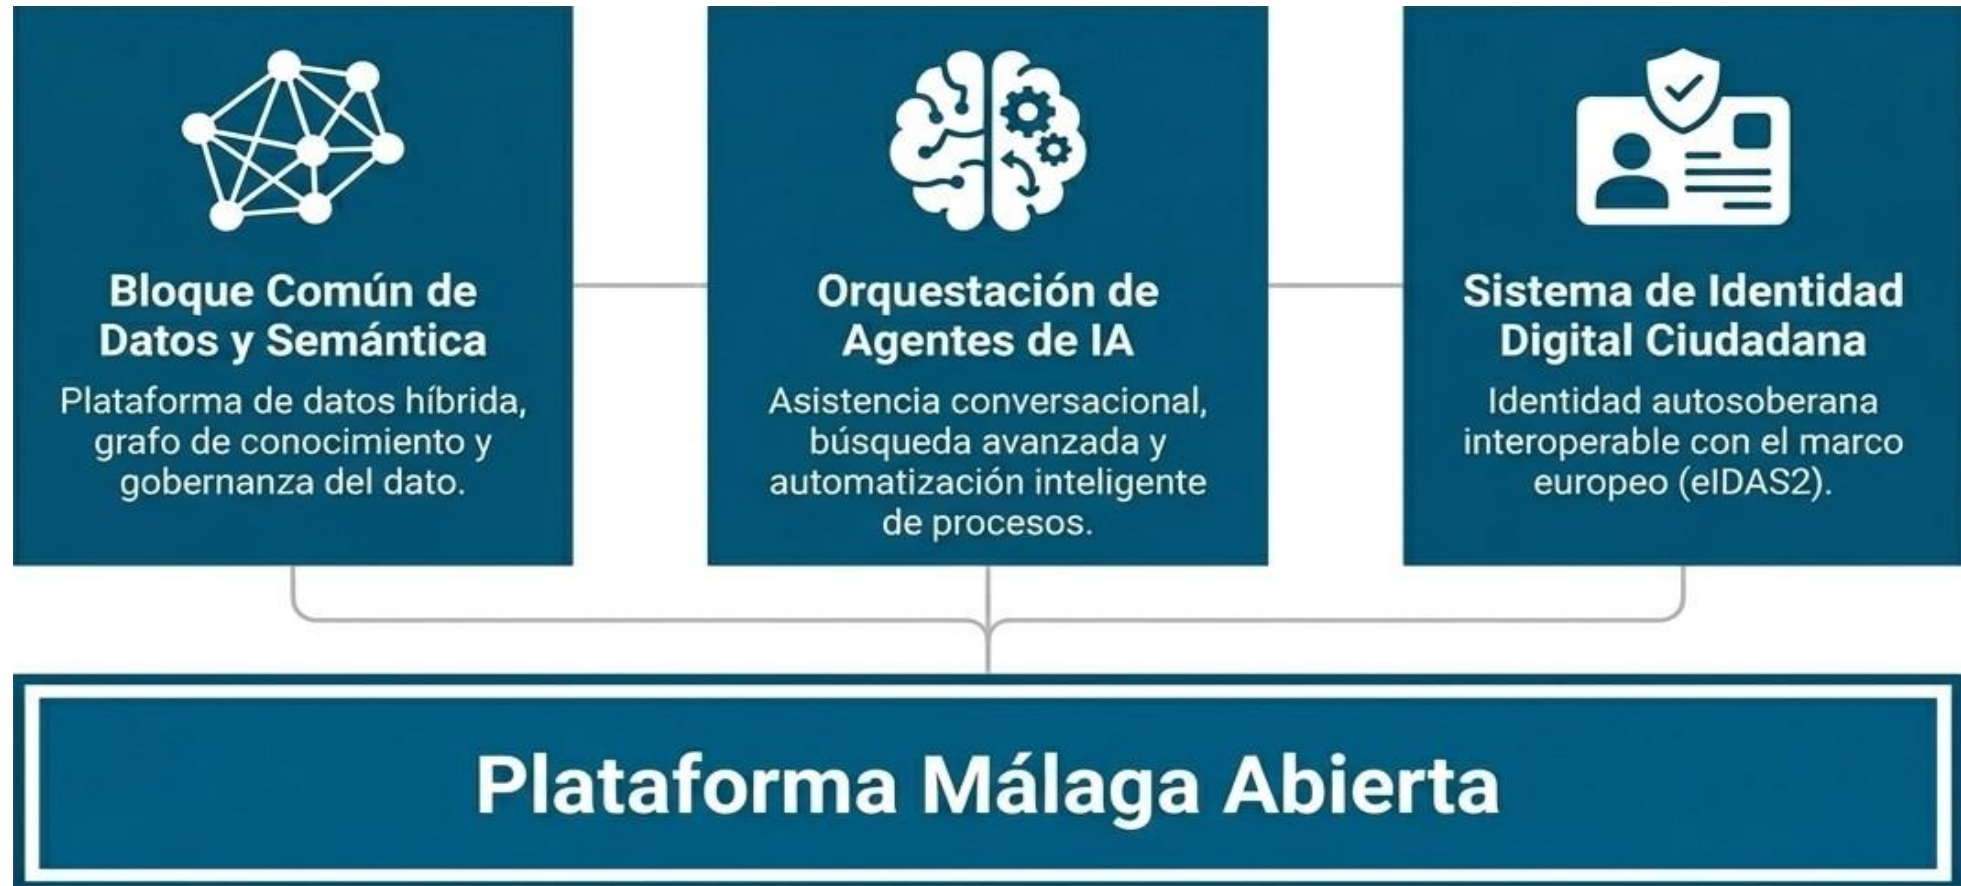 Bloque Común de
Datos y Semántica
Plataforma de datos híbrida,
grafo de conocimiento y
gobernanza del dato.
Orquestación de
Agentes de IA
Asistencia conversacional,
búsqueda avanzada y
automatización inteligente
de procesos.
Sistema de Identidad
Digital Ciudadana
Identidad autosoberana
interoperable con el marco
europeo (eIDAS2).
Plataforma Málaga Abierta